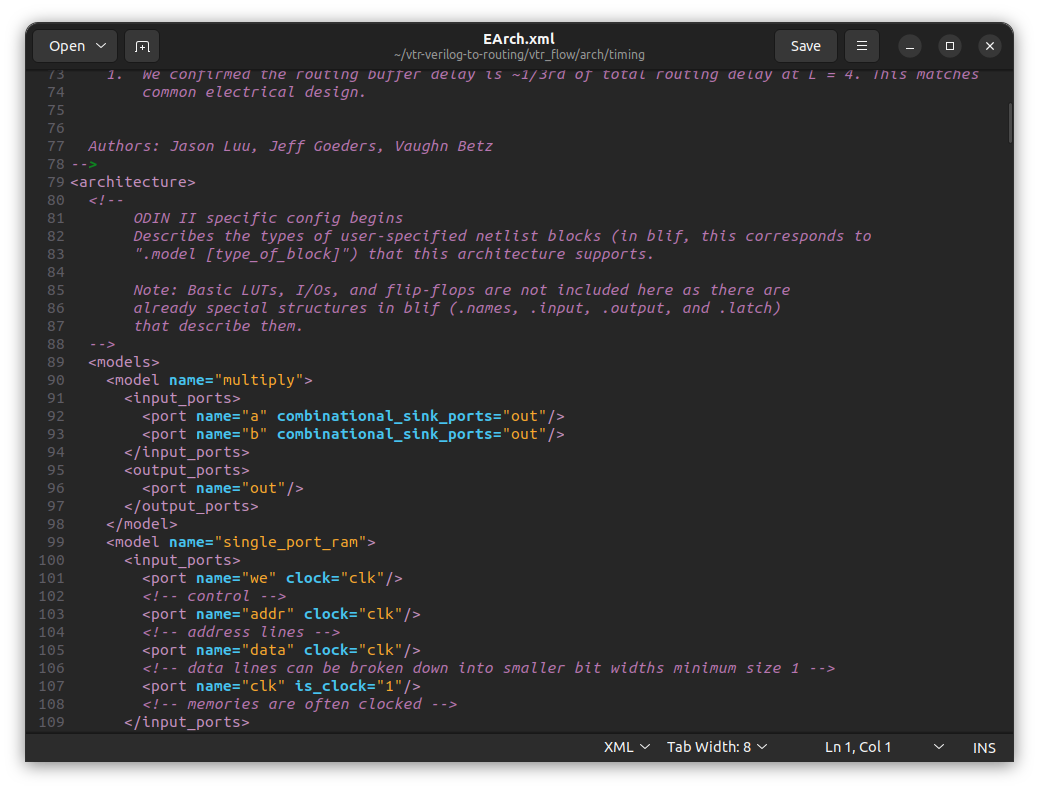 Open
EArch.xml
~/vtr-verilog-to-routing/vtr_flow/arch/timing
Save
73 1. We confirmed the routing buffer delay is ~1/3rd of total routing delay at L = 4. This matches
74 common electrical design.
75
76
77 Authors: Jason Luu, Jeff Goeders, Vaughn Betz
78 -->
79 <architecture>
80 <!--
81 ODIN II specific config begins
82 Describes the types of user-specified netlist blocks (in blif, this corresponds to
83 ".model [type_of_block]") that this architecture supports.
84
85 Note: Basic LUTs, I/Os, and flip-flops are not included here as there are
86 already special structures in blif (.names, .input, .output, and .latch)
87 that describe them.
88 -->
89 <models>
90 <model name="multiply">
91 <input_ports>
92 <port name="a" combinational_sink_ports="out"/>
93 <port name="b" combinational_sink_ports="out"/>
94 </input_ports>
95 <output_ports>
96 <port name="out"/>
97 </output_ports>
98 </model>
99 <model name="single_port_ram">
100 <input_ports>
101 <port name="we" clock="clk"/>
102 <!-- control -->
103 <port name="addr" clock="clk"/>
104 <!-- address lines -->
105 <port name="data" clock="clk"/>
106 <!-- data lines can be broken down into smaller bit widths minimum size 1 -->
107 <port name="clk" is_clock="1"/>
108 <!-- memories are often clocked -->
109 </input_ports>
XML Tab Width: 8 Ln 1, Col 1 INS